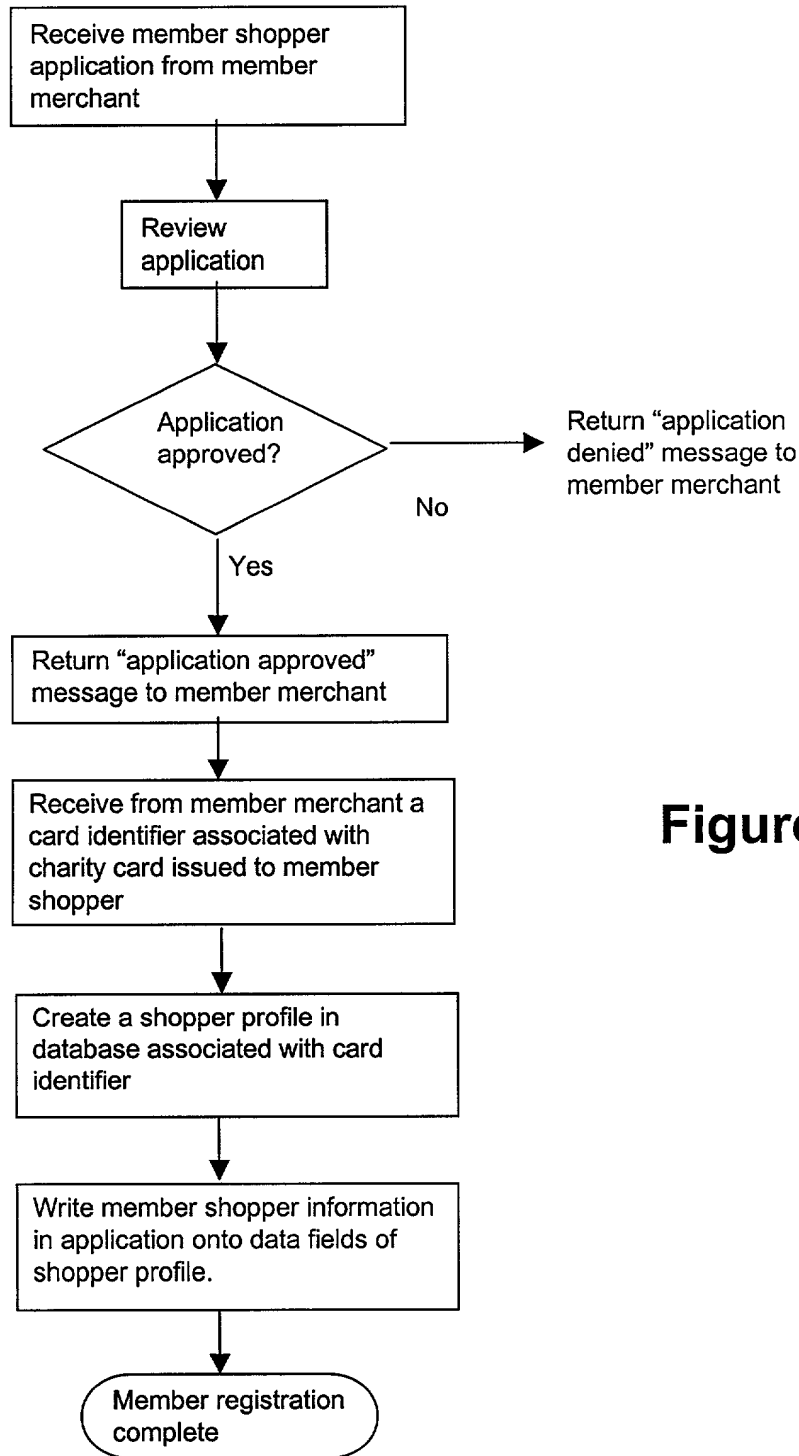 Receive member shopper
application from member
merchant
Review
application
Application
approved?
Return “application
denied” message to
member merchant
No
Yes
Return “application approved”
message to member merchant
Receive from member merchant a
card identifier associated with
charity card issued to member
shopper
Figure
Create a shopper profile in
database associated with card
identifier
Write member shopper information
in application onto data fields of
shopper profile.
Member registration
complete